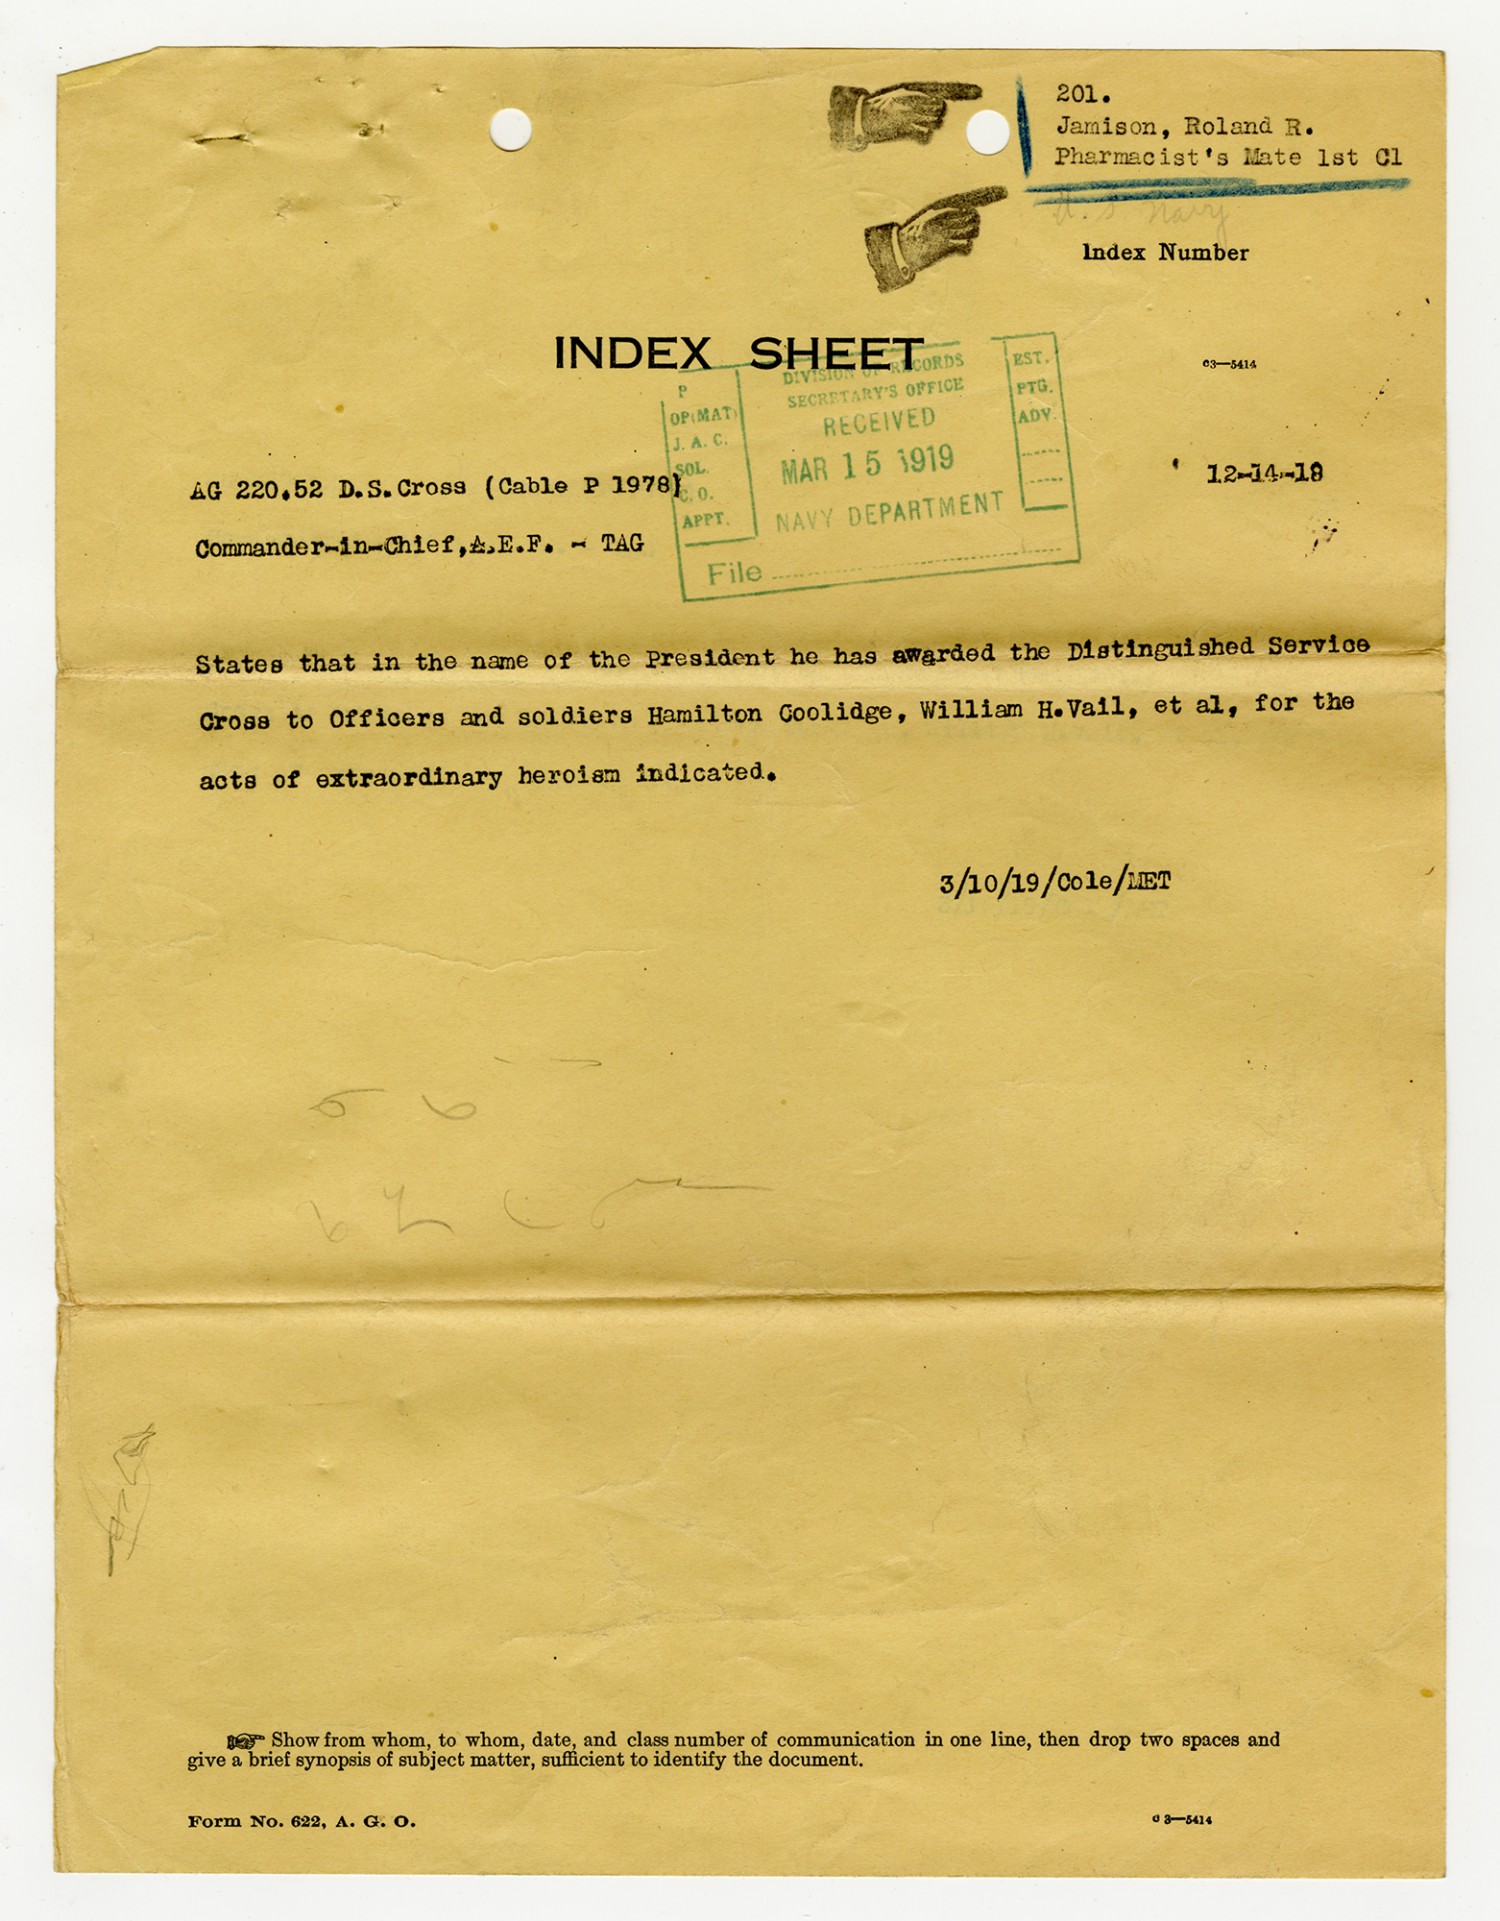 201.
Jamison, Roland R.
Pharmacist's Mate 1st Cl
U. S. Navy
Index Number
INDEX SHEET
C3—5414
P
OP(MAT)
J. A. C.
SOL.
C. O.
APPT.
DIVISION OF RECORDS
SECRETARY'S OFFICE
RECEIVED
MAR 15 1919
NAVY DEPARTMENT
EST.
PTG.
ADV.
File
AG 220.52 D.S.Cross (Cable P 1978)
12-14-18
Commander-in-Chief,A.E.F. - TAG
States that in the name of the President he has awarded the Distinguished Service
Cross to Officers and soldiers Hamilton Coolidge, William H.Vail, et al, for the
acts of extraordinary heroism indicated.
3/10/19/Cole/MET
Show from whom, to whom, date, and class number of communication in one line, then drop two spaces and
give a brief synopsis of subject matter, sufficient to identify the document.
Form No. 622, A. G. O.
C 3—5414